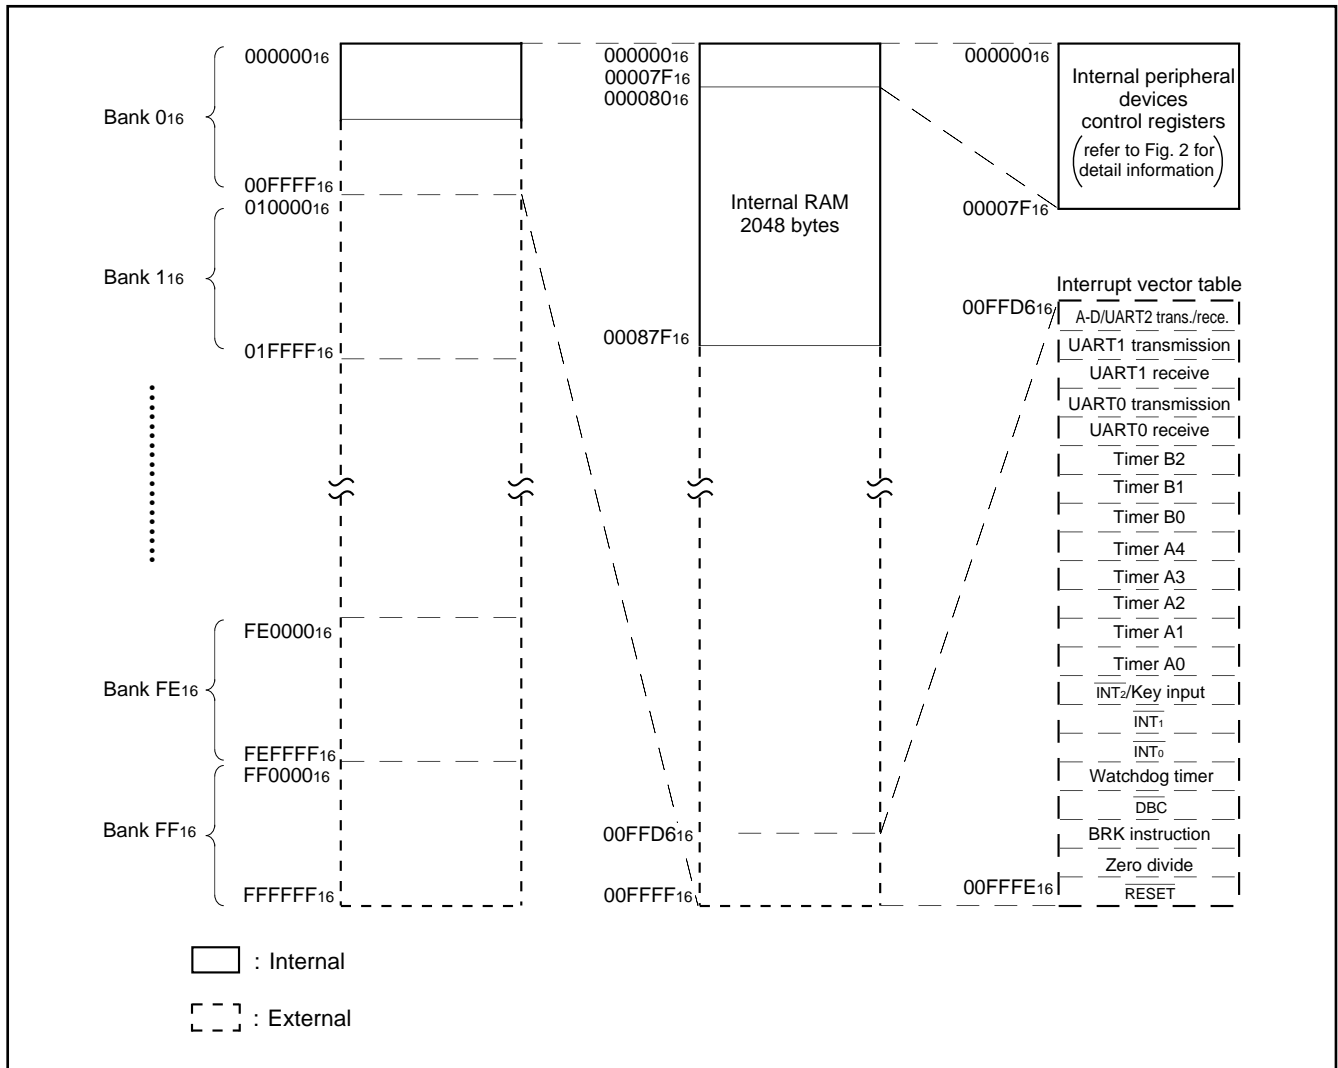 000000₁₆
Bank 0₁₆
00FFFF₁₆
010000₁₆
Bank 1₁₆
01FFFF₁₆
FE0000₁₆
Bank FE₁₆
FEFFFF₁₆
FF0000₁₆
Bank FF₁₆
FFFFFF₁₆
000000₁₆
00007F₁₆
000080₁₆
Internal RAM
2048 bytes
00087F₁₆
00FFD6₁₆
00FFFF₁₆
000000₁₆
Internal peripheral
devices
control registers
(refer to Fig. 2 for
detail information)
00007F₁₆
Interrupt vector table
00FFD6₁₆
A-D/UART2 trans./rece.
UART1 transmission
UART1 receive
UART0 transmission
UART0 receive
Timer B2
Timer B1
Timer B0
Timer A4
Timer A3
Timer A2
Timer A1
Timer A0
INT₂/Key input
INT₁
INT₀
Watchdog timer
DBC
BRK instruction
Zero divide
00FFFE₁₆
RESET
: Internal
: External